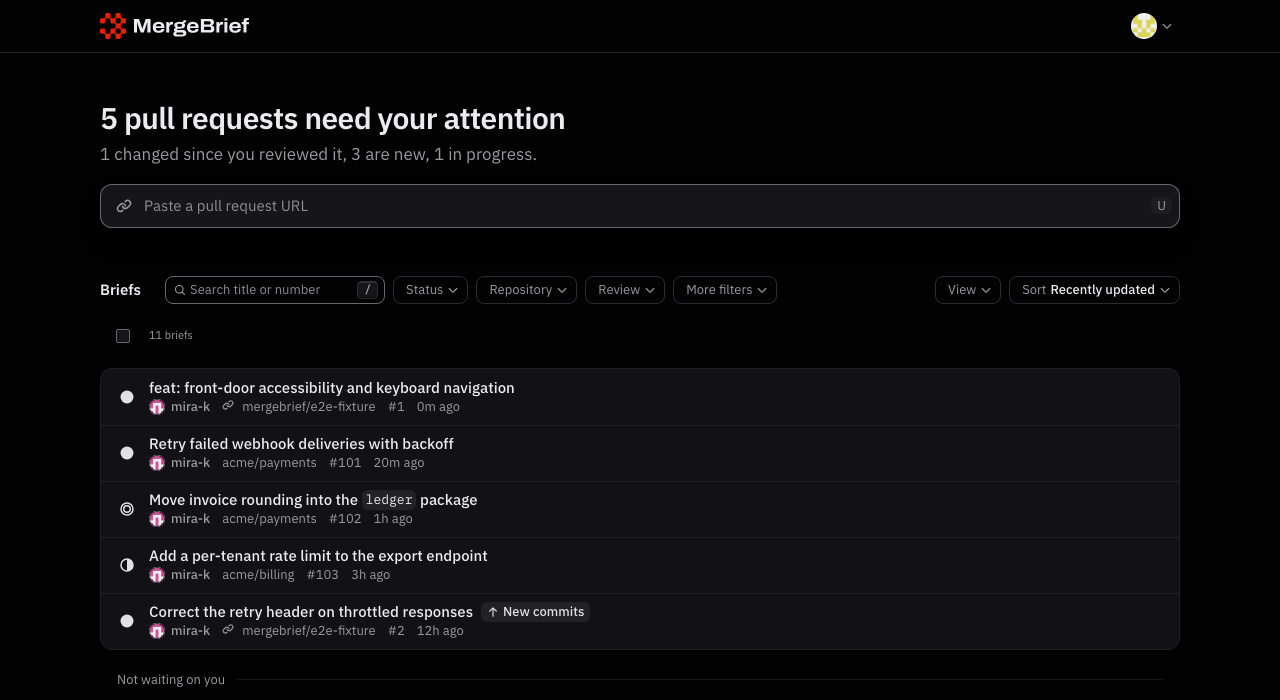 MergeBrief
5 pull requests need your attention
1 changed since you reviewed it, 3 are new, 1 in progress.
Paste a pull request URL
U
Briefs
Search title or number
/
Status
Repository
Review
More filters
View
Sort Recently updated
11 briefs
feat: front-door accessibility and keyboard navigation
mira-k mergebrief/e2e-fixture #1 0m ago
Retry failed webhook deliveries with backoff
mira-k acme/payments #101 20m ago
Move invoice rounding into the ledger package
mira-k acme/payments #102 1h ago
Add a per-tenant rate limit to the export endpoint
mira-k acme/billing #103 3h ago
Correct the retry header on throttled responses ↑ New commits
mira-k mergebrief/e2e-fixture #2 12h ago
Not waiting on you